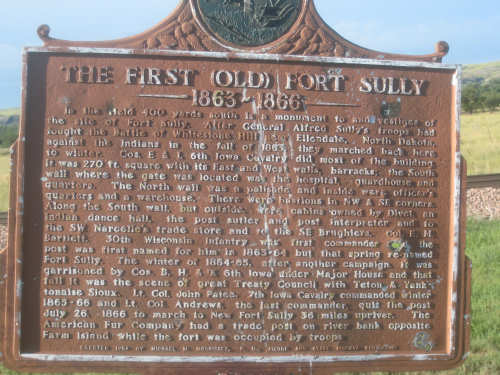 THE FIRST (OLD) FORT SULLY
1863-1866
In the field 400 yards south is a monument to and vestiges of
the site of Fort Sully. After General Alfred Sully's troops had
fought the Battle of Whitestone Hill near Ellendale, North Dakota,
against the Indians in the fall of 1863, they marched back here
to winter. Cos. E & I, 6th Iowa Cavalry did most of the building.
It was 270 ft. square with its East and West walls, barracks; the South
wall where the gate was located was the hospital, guardhouse and
quarters. The North wall was a palisade and inside were officer's
quarters and a warehouse. There were bastions in NW & SE corners.
Along the South wall, but outside, were cabins owned by Dupt, an
Indian dance hall, the post sutler and post interpreter and to
the SW Narcelle's trade store and to the SE Brughiers. Col. E. M.
Bartlett, 30th Wisconsin Infantry was first commander and the
post was first named for him in 1863-64 but that spring re-named
Fort Sully. The winter of 1864-65, after another campaign, it was
garrisoned by Cos. B, H, & K 6th Iowa under Major House and that
fall it was the scene of great Treaty Council with Teton & Yank-
tonaise Sioux. Lt. Col. John Pattee, 7th Iowa Cavalry commanded winter
1865-66 and Lt. Col. Andrews, the last commander, quit the post
July 26, 1866 to march to New Fort Sully 36 miles upriver. The
American Fur Company had a trade post on river bank opposite
Farm Island while the fort was occupied by troops.